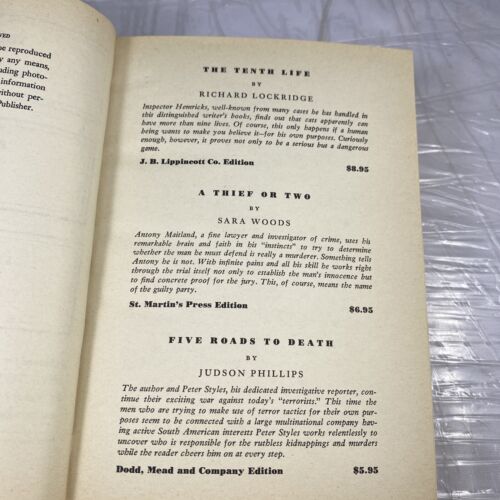 VED
be reproduced
y any means,
ading photo-
information
without per-
Publisher.
THE TENTH LIFE
BY
RICHARD LOCKRIDGE
Inspector Henricks, well-known from many cases he has handled in
this distinguished writer's books, finds out that cats apparently can
have more than nine lives. Of course, this only happens if a human
being wants to make you believe it—for his own purposes. Curiously
enough, however, it proves not only to be a serious but a dangerous
game.
J. B. Lippincott Co. Edition $8.95
A THIEF OR TWO
BY
SARA WOODS
Antony Maitland, a fine lawyer and investigator of crime, uses his
remarkable brain and faith in his "instincts" to try to determine
whether the man he must defend is really a murderer. Something tells
Antony he is not. With infinite pains and all his skill he works right
through the trial itself not only to establish the man's innocence but
to find concrete proof for the jury. This, of course, means the name
of the guilty party.
St. Martin's Press Edition $6.95
FIVE ROADS TO DEATH
BY
JUDSON PHILLIPS
The author and Peter Styles, his dedicated investigative reporter, con-
tinue their exciting war against today's "terrorists." This time the
men who are trying to make use of terror tactics for their own pur-
poses seem to be connected with a large multinational company hav-
ing active South American interests Peter Styles works relentlessly to
uncover who is responsible for the ruthless kidnappings and murders
while the reader cheers him on at every step.
Dodd, Mead and Company Edition $5.95